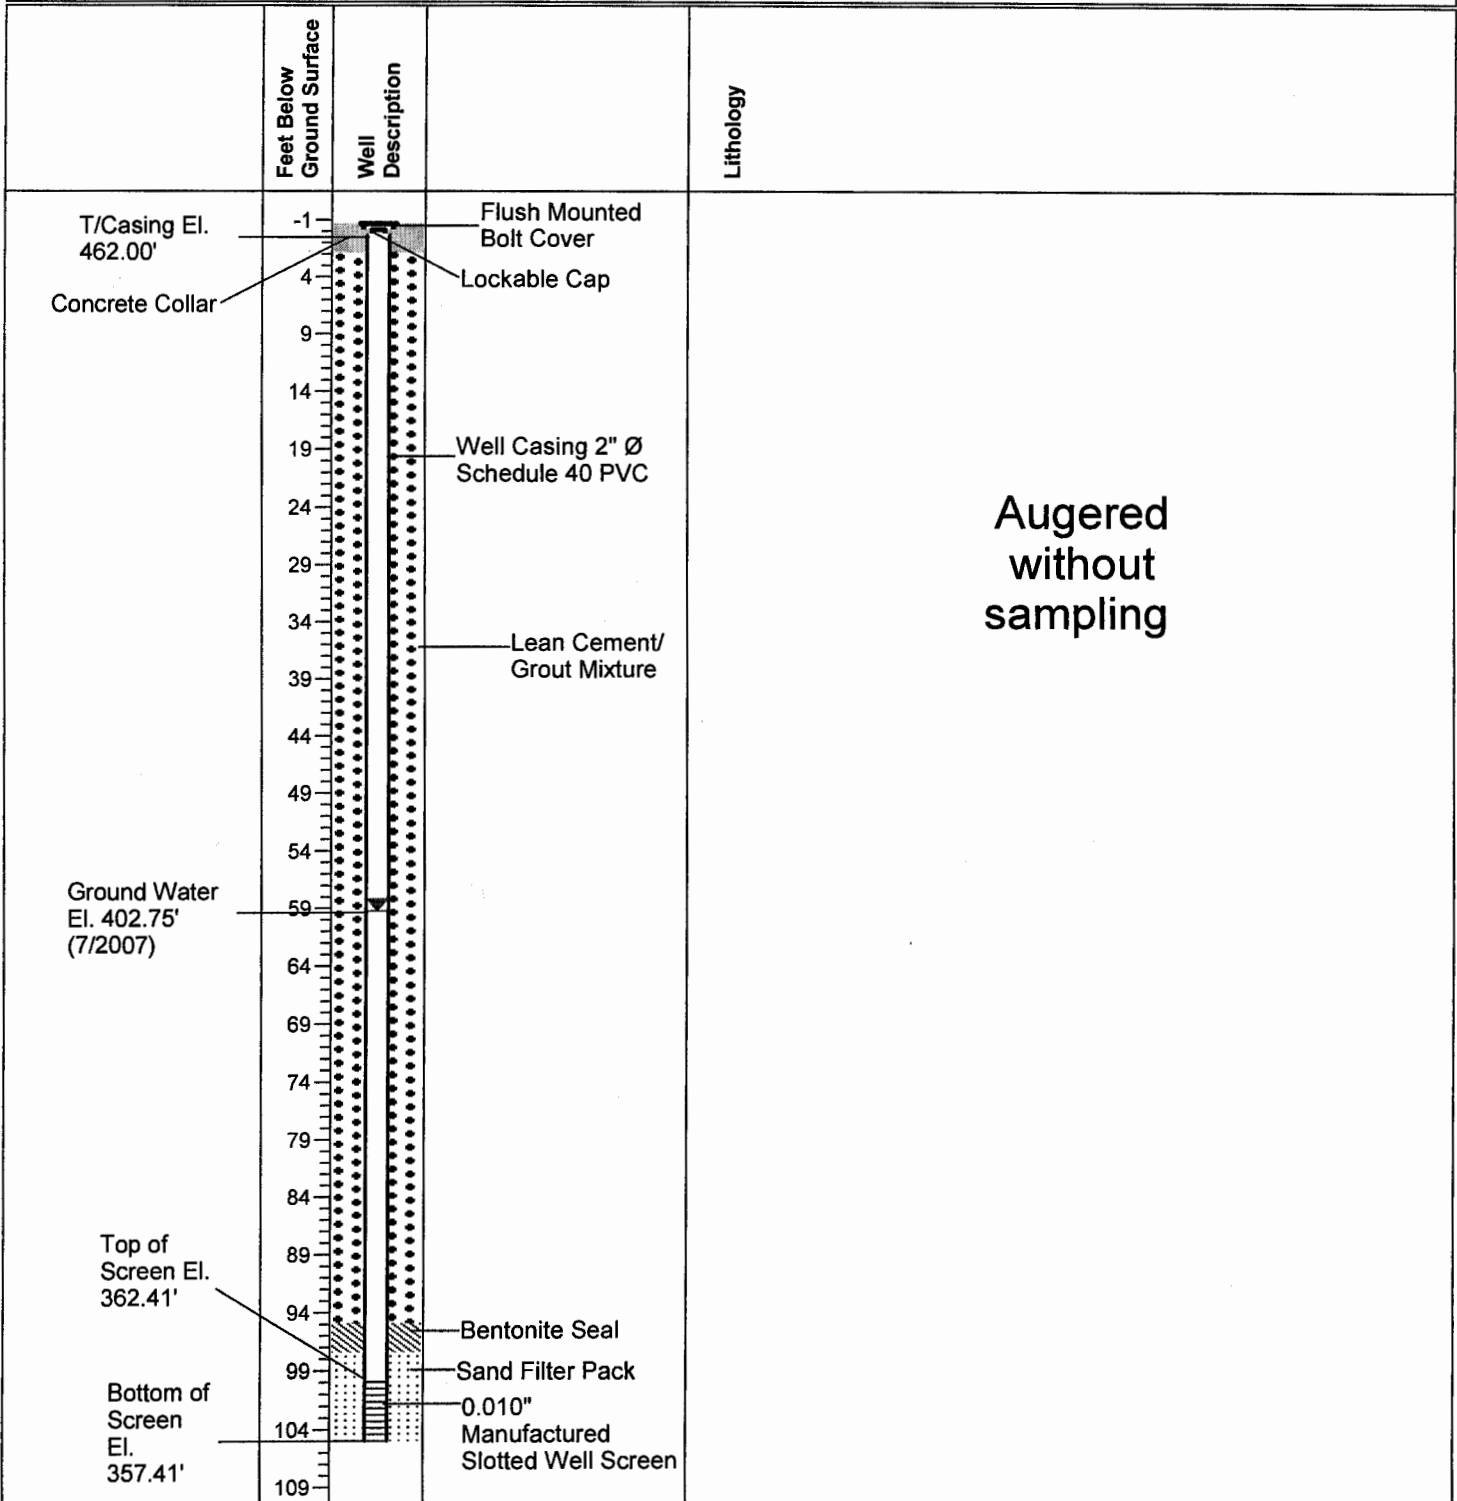 Feet Below
Ground Surface
Well
Description
Lithology
T/Casing El.
462.00'
Concrete Collar
Flush Mounted
Bolt Cover
Lockable Cap
-1
4
9
14
19
24
29
34
39
44
49
54
59
64
69
74
79
84
89
94
99
104
109
Well Casing 2" Ø
Schedule 40 PVC
Augered
without
sampling
Lean Cement/
Grout Mixture
Ground Water
El. 402.75'
(7/2007)
Top of
Screen El.
362.41'
Bentonite Seal
Sand Filter Pack
0.010"
Manufactured
Slotted Well Screen
Bottom of
Screen
El.
357.41'